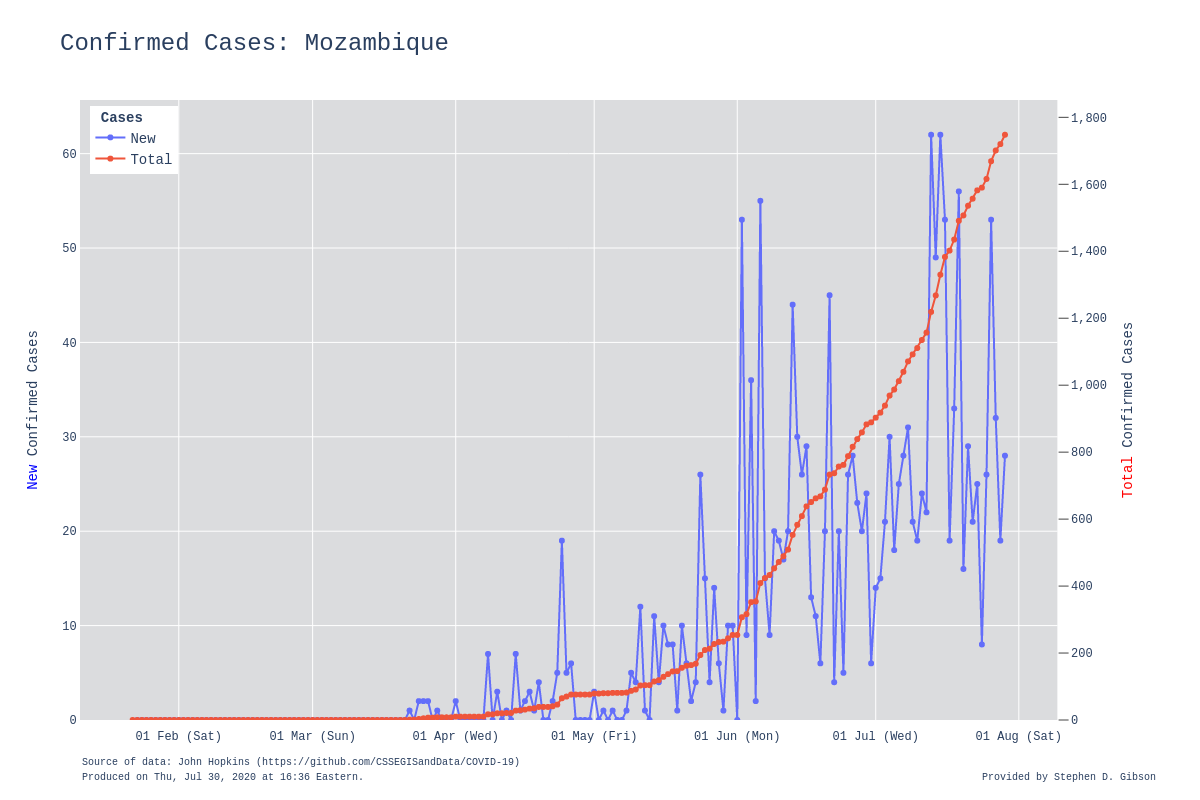 Confirmed Cases: Mozambique
Cases
New
Total
60
50
40
30
20
10
0
New Confirmed Cases
1,800
1,600
1,400
1,200
1,000
800
600
400
200
0
Total Confirmed Cases
01 Feb (Sat) 01 Mar (Sun) 01 Apr (Wed) 01 May (Fri) 01 Jun (Mon) 01 Jul (Wed) 01 Aug (Sat)
Source of data: John Hopkins (https://github.com/CSSEGISandData/COVID-19)
Produced on Thu, Jul 30, 2020 at 16:36 Eastern.
Provided by Stephen D. Gibson